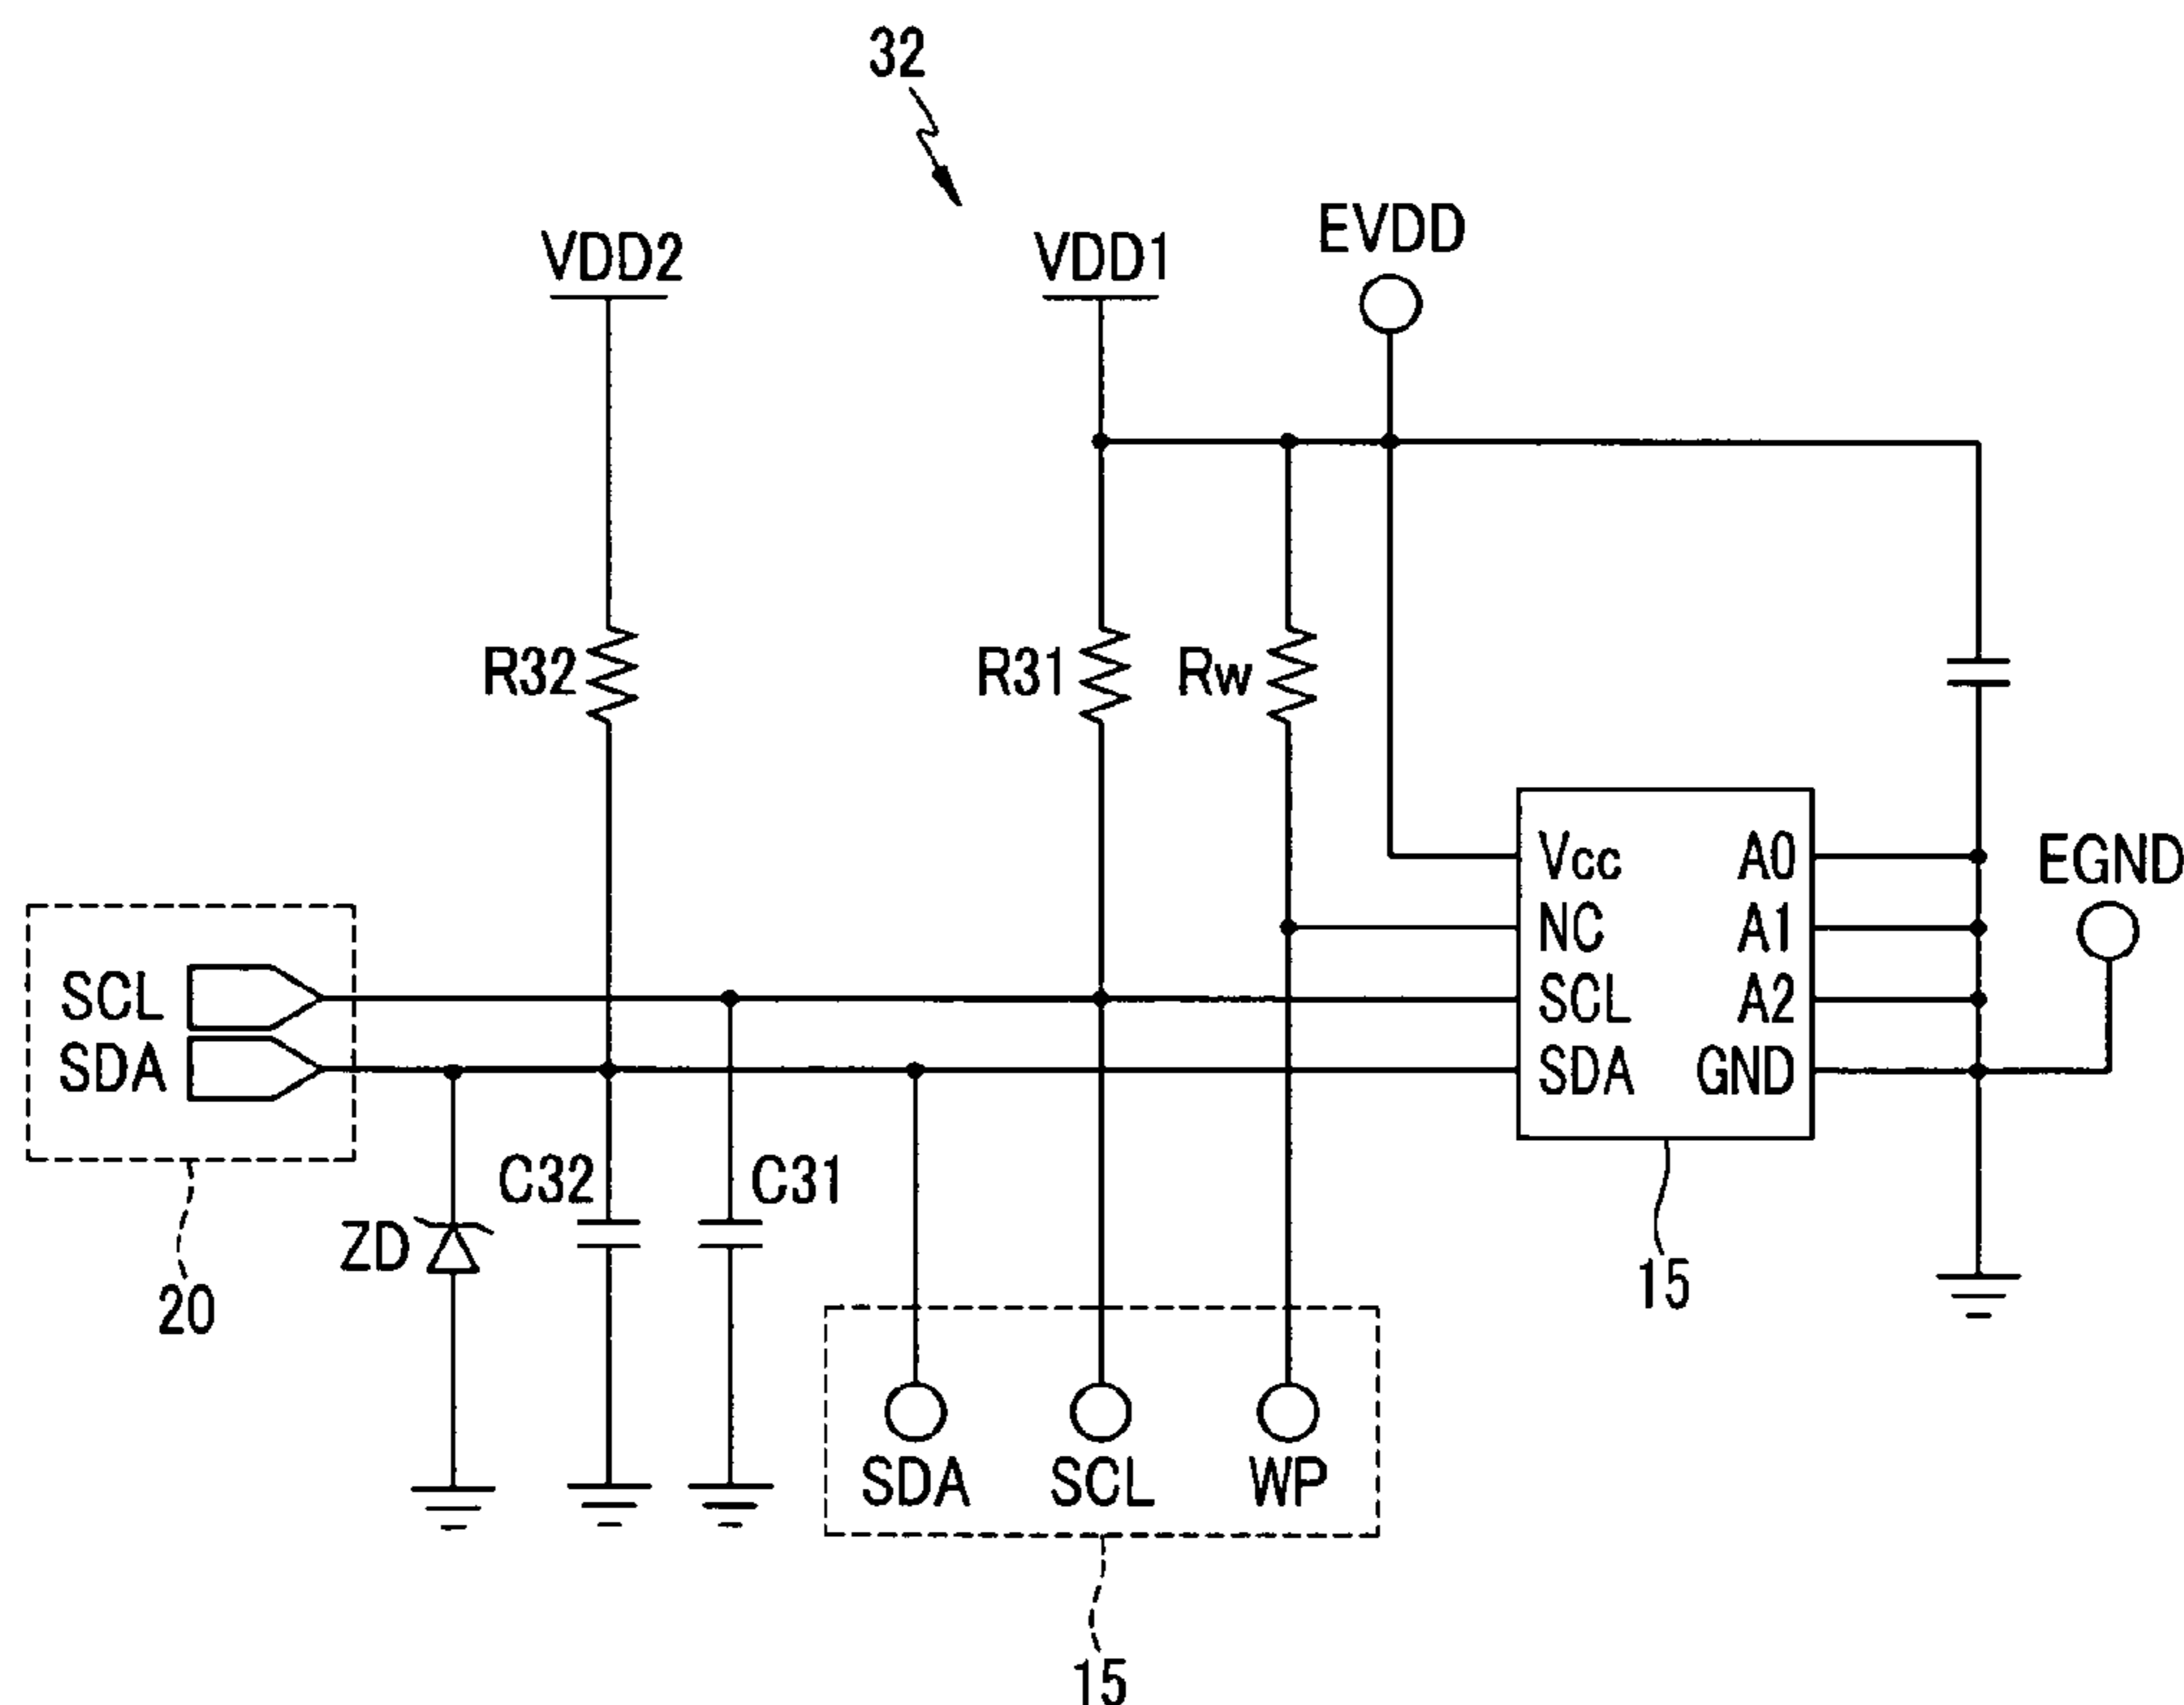 32
EVDD
VDD2
VDD1
R32
R31
Rw
Vcc
A0
EGND
NC
A1
SCL
SCL
A2
SDA
SDA
GND
C32
C31
ZD
15
20
SDA
SCL
WP
15